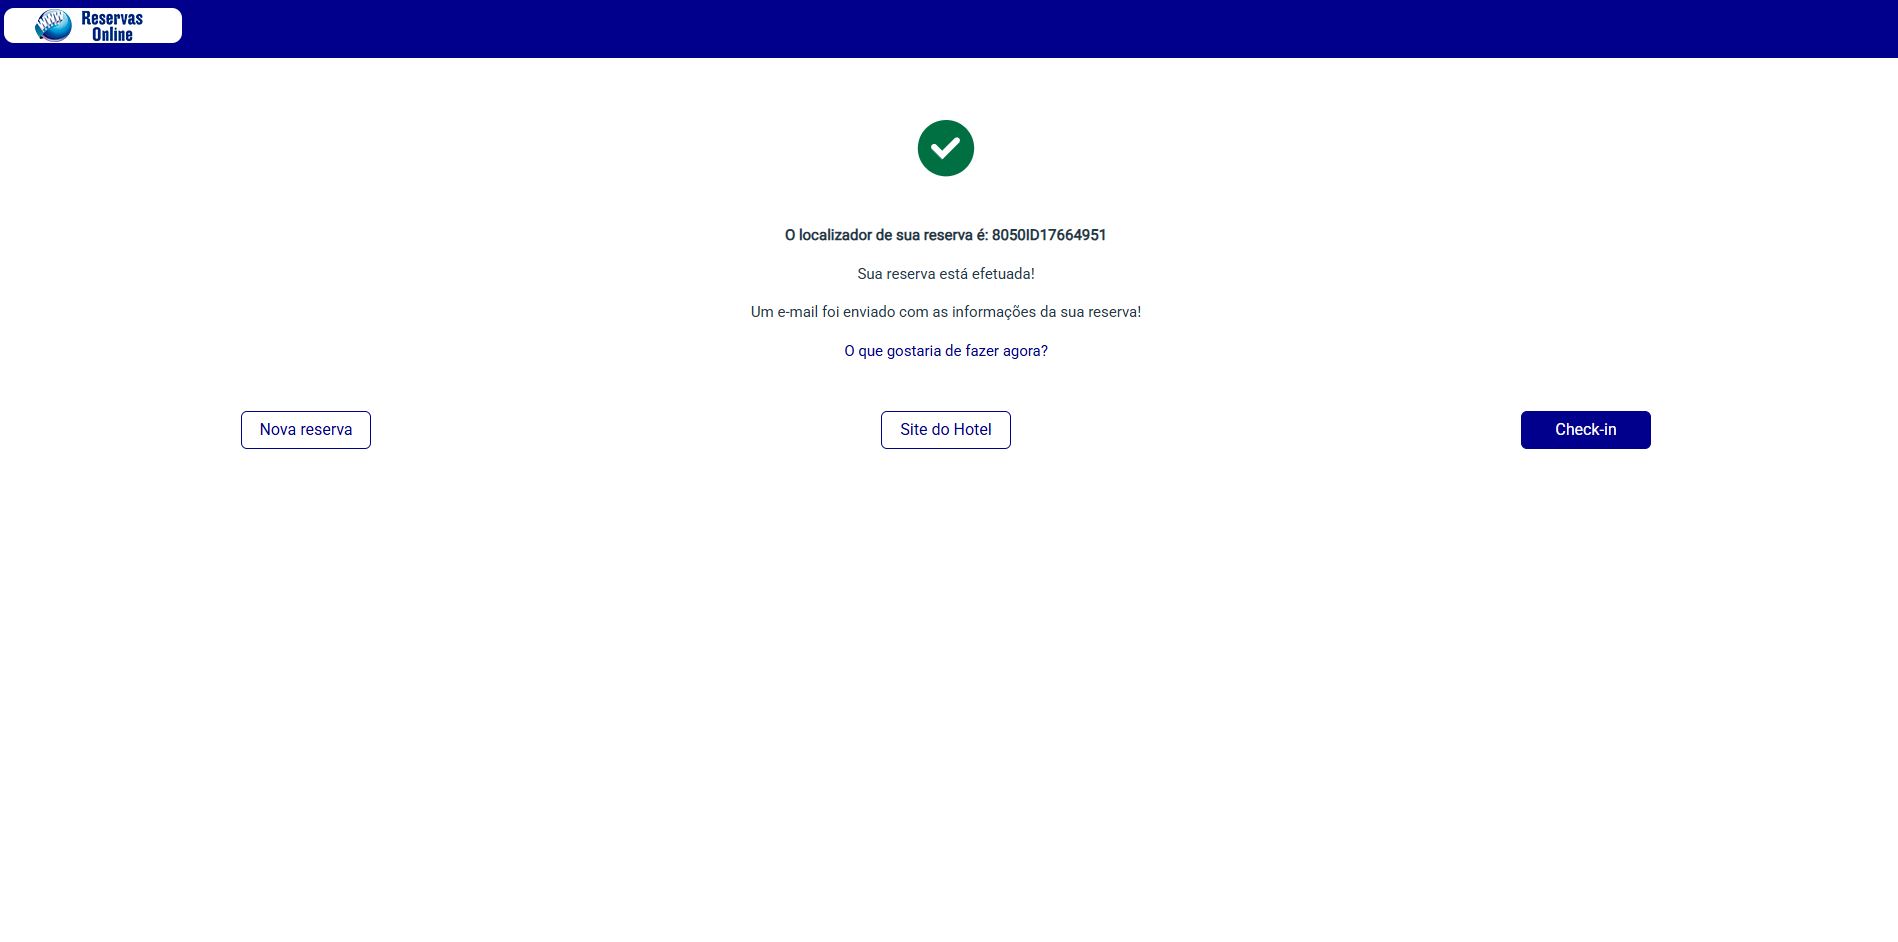 WWW
Reservas
Online
O localizador de sua reserva é: 8050ID17664951
Sua reserva está efetuada!
Um e-mail foi enviado com as informações da sua reserva!
O que gostaria de fazer agora?
Nova reserva
Site do Hotel
Check-in